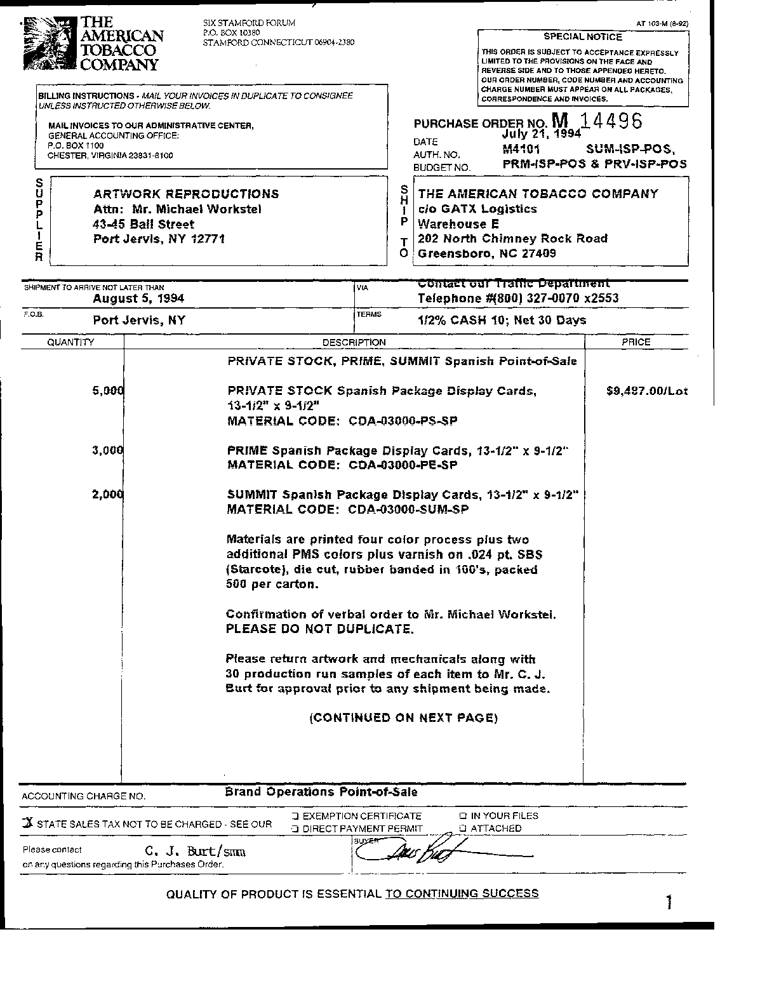 THE
AMERICAN
TOBACCO
COMPANY
SIX STAMFORD FORUM
P.O. BOX 10380
STAMFORD CONNECTICUT 06904-2380
AT 103-M (8-92)
SPECIAL NOTICE
THIS ORDER IS SUBJECT TO ACCEPTANCE EXPRESSLY
LIMITED TO THE PROVISIONS ON THE FACE AND
REVERSE SIDE AND TO THOSE APPENDED HERETO.
OUR ORDER NUMBER, CODE NUMBER AND ACCOUNTING
CHARGE NUMBER MUST APPEAR ON ALL PACKAGES,
CORRESPONDENCE AND INVOICES.
BILLING INSTRUCTIONS - MAIL YOUR INVOICES IN DUPLICATE TO CONSIGNEE
UNLESS INSTRUCTED OTHERWISE BELOW.
MAIL INVOICES TO OUR ADMINISTRATIVE CENTER,
GENERAL ACCOUNTING OFFICE:
P.O. BOX 1100
CHESTER, VIRGINIA 23831-8100
PURCHASE ORDER NO. M 14496
DATE July 21, 1994
AUTH. NO. M4101 SUM-ISP-POS,
BUDGET NO. PRM-ISP-POS & PRV-ISP-POS
SUPPLIER
ARTWORK REPRODUCTIONS
Attn: Mr. Michael Workstel
43-45 Ball Street
Port Jervis, NY 12771
SHIP TO
THE AMERICAN TOBACCO COMPANY
c/o GATX Logistics
Warehouse E
202 North Chimney Rock Road
Greensboro, NC 27409
SHIPMENT TO ARRIVE NOT LATER THAN
August 5, 1994
VIA
Contact our Traffic Department
Telephone #(800) 327-0070 x2553
F.O.B.
Port Jervis, NY
TERMS
1/2% CASH 10; Net 30 Days
QUANTITY DESCRIPTION PRICE
PRIVATE STOCK, PRIME, SUMMIT Spanish Point-of-Sale
5,000 PRIVATE STOCK Spanish Package Display Cards, $9,487.00/Lot
13-1/2" x 9-1/2"
MATERIAL CODE: CDA-03000-PS-SP
3,000 PRIME Spanish Package Display Cards, 13-1/2" x 9-1/2"
MATERIAL CODE: CDA-03000-PE-SP
2,000 SUMMIT Spanish Package Display Cards, 13-1/2" x 9-1/2"
MATERIAL CODE: CDA-03000-SUM-SP
Materials are printed four color process plus two
additional PMS colors plus varnish on .024 pt. SBS
(Starcote), die cut, rubber banded in 100's, packed
500 per carton.
Confirmation of verbal order to Mr. Michael Workstel.
PLEASE DO NOT DUPLICATE.
Please return artwork and mechanicals along with
30 production run samples of each item to Mr. C. J.
Burt for approval prior to any shipment being made.
(CONTINUED ON NEXT PAGE)
ACCOUNTING CHARGE NO. Brand Operations Point-of-Sale
X STATE SALES TAX NOT TO BE CHARGED - SEE OUR
☐ EXEMPTION CERTIFICATE ☐ IN YOUR FILES
☐ DIRECT PAYMENT PERMIT ☐ ATTACHED
Please contact C. J. Burt/smm
on any questions regarding this Purchases Order.
BUYER
QUALITY OF PRODUCT IS ESSENTIAL TO CONTINUING SUCCESS
1